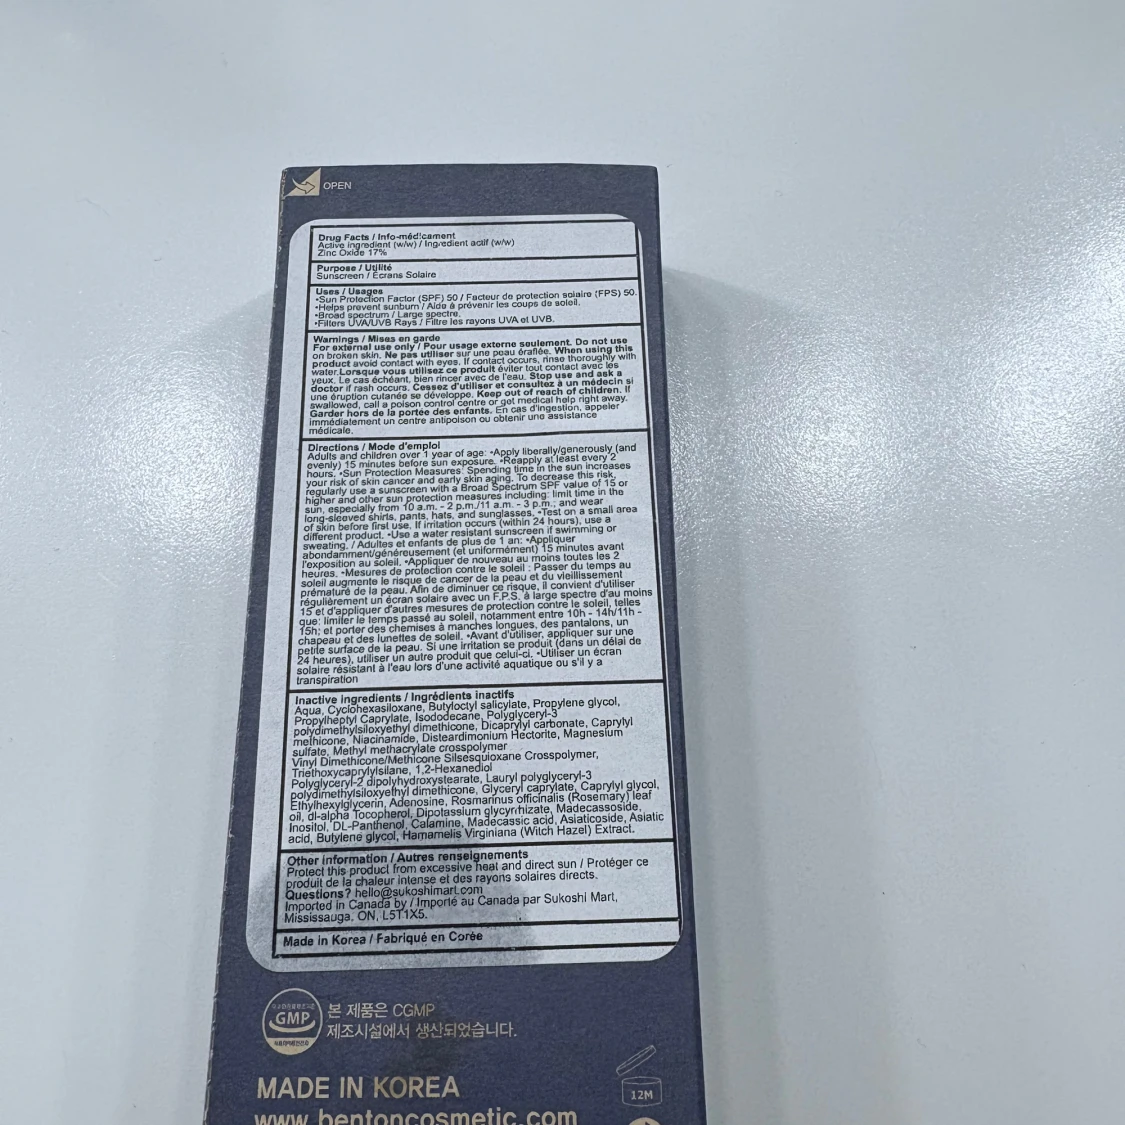 OPEN
Drug Facts / Info-médicament
Active ingredient (w/w) / Ingredient actif (w/w)
Zinc Oxide 17%
Purpose / Utilité
Sunscreen / Écrans Solaire
Uses / Usages
•Sun Protection Factor (SPF) 50 / Facteur de protection solaire (FPS) 50.
•Helps prevent sunburn / Aide à prévenir les coups de soleil.
•Broad spectrum / Large spectre.
•Filters UVA/UVB Rays / Filtre les rayons UVA et UVB.
Warnings / Mises en garde
For external use only / Pour usage externe seulement. Do not use
on broken skin. Ne pas utiliser sur une peau éraflée. When using this
product avoid contact with eyes. If contact occurs, rinse thoroughly with
water.Lorsque vous utilisez ce produit éviter tout contact avec les
yeux. Le cas échéant, bien rincer avec de l'eau. Stop use and ask a
doctor if rash occurs. Cessez d'utiliser et consultez à un médecin si
une éruption cutanée se développe. Keep out of reach of children. If
swallowed, call a poison control centre or get medical help right away.
Garder hors de la portée des enfants. En cas d'ingestion, appeler
immédiatement un centre antipoison ou obtenir une assistance
médicale.
Directions / Mode d'emploi
Adults and children over 1 year of age: •Apply liberally/generously (and
evenly) 15 minutes before sun exposure. •Reapply at least every 2
hours. •Sun Protection Measures: Spending time in the sun increases
your risk of skin cancer and early skin aging. To decrease this risk,
regularly use a sunscreen with a Broad Spectrum SPF value of 15 or
higher and other sun protection measures including: limit time in the
sun, especially from 10 a.m. - 2 p.m./11 a.m. - 3 p.m.; and wear
long-sleeved shirts, pants, hats, and sunglasses. •Test on a small area
of skin before first use. If irritation occurs (within 24 hours), use a
different product. •Use a water resistant sunscreen if swimming or
sweating. / Adultes et enfants de plus de 1 an: •Appliquer
abondamment/généreusement (et uniformément) 15 minutes avant
l'exposition au soleil. •Appliquer de nouveau au moins toutes les 2
heures. •Mesures de protection contre le soleil : Passer du temps au
soleil augmente le risque de cancer de la peau et du vieillissement
prématuré de la peau. Afin de diminuer ce risque, il convient d'utiliser
régulièrement un écran solaire avec un F.P.S. à large spectre d'au moins
15 et d'appliquer d'autres mesures de protection contre le soleil, telles
que: limiter le temps passé au soleil, notamment entre 10h - 14h/11h -
15h; et porter des chemises à manches longues, des pantalons, un
chapeau et des lunettes de soleil. •Avant d'utiliser, appliquer sur une
petite surface de la peau. Si une irritation se produit (dans un délai de
24 heures), utiliser un autre produit que celui-ci. •Utiliser un écran
solaire résistant à l'eau lors d'une activité aquatique ou s'il y a
transpiration
Inactive ingredients / Ingrédients inactifs
Aqua, Cyclohexasiloxane, Butyloctyl salicylate, Propylene glycol,
Propylheptyl Caprylate, Isododecane, Polyglyceryl-3
polydimethylsiloxyethyl dimethicone, Dicaprylyl carbonate, Caprylyl
methicone, Niacinamide, Disteardimonium Hectorite, Magnesium
sulfate, Methyl methacrylate crosspolymer
Vinyl Dimethicone/Methicone Silsesquioxane Crosspolymer,
Triethoxycaprylylsilane, 1,2-Hexanediol
Polyglyceryl-2 dipolyhydroxystearate, Lauryl polyglyceryl-3
polydimethylsiloxyethyl dimethicone, Glyceryl caprylate, Caprylyl glycol,
Ethylhexylglycerin, Adenosine, Rosmarinus officinalis (Rosemary) leaf
oil, dl-alpha Tocopherol, Dipotassium glycyrrhizate, Madecassoside,
Inositol, DL-Panthenol, Calamine, Madecassic acid, Asiaticoside, Asiatic
acid, Butylene glycol, Hamamelis Virginiana (Witch Hazel) Extract.
Other information / Autres renseignements
Protect this product from excessive heat and direct sun / Protéger ce
produit de la chaleur intense et des rayons solaires directs.
Questions? hello@sukoshimart.com
Imported in Canada by / Importé au Canada par Sukoshi Mart,
Mississauga, ON, L5T1X5.
Made in Korea / Fabriqué en Corée
GMP
본 제품은 CGMP
제조시설에서 생산되었습니다.
12M
MADE IN KOREA
www.bentoncosmetic.com